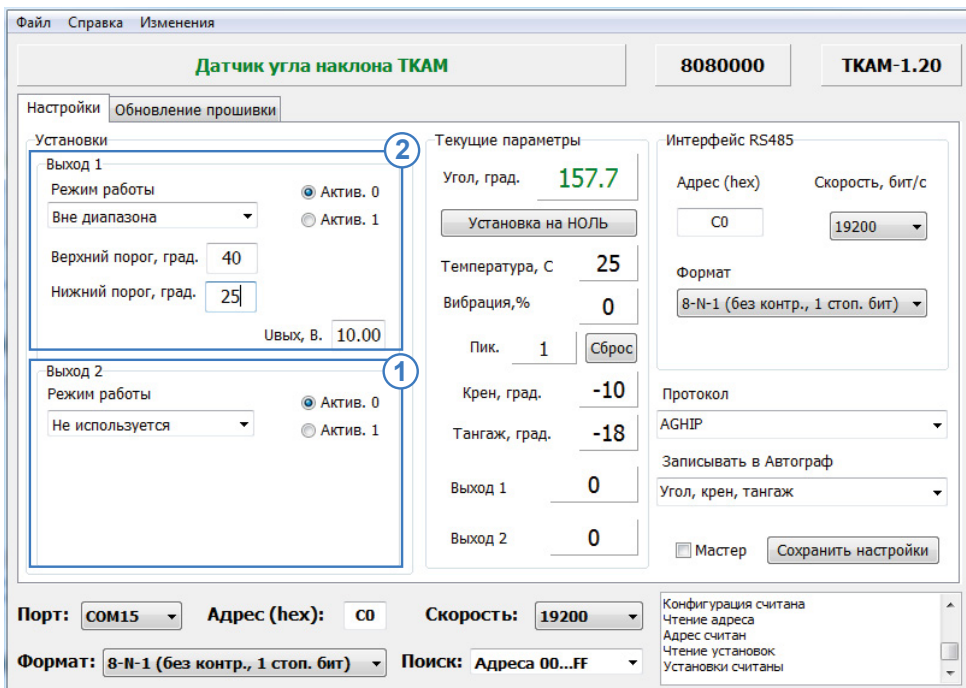 Файл Справка Изменения
Датчик угла наклона ТКАМ
8080000
ТКАМ-1.20
Настройки
Обновление прошивки
Установки
2
Выход 1
Режим работы
Актив. 0
Вне диапазона
Актив. 1
Верхний порог, град. 40
Нижний порог, град. 25
Uвых, В. 10.00
1
Выход 2
Режим работы
Актив. 0
Не используется
Актив. 1
Текущие параметры
Угол, град. 157.7
Установка на НОЛЬ
Температура, С 25
Вибрация,% 0
Пик. 1 Сброс
Крен, град. -10
Тангаж, град. -18
Выход 1 0
Выход 2 0
Интерфейс RS485
Адрес (hex) Скорость, бит/с
C0 19200
Формат
8-N-1 (без контр., 1 стоп. бит)
Протокол
AGHIP
Записывать в Автограф
Угол, крен, тангаж
Мастер Сохранить настройки
Порт: COM15 Адрес (hex): C0 Скорость: 19200
Формат: 8-N-1 (без контр., 1 стоп. бит) Поиск: Адреса 00...FF
Конфигурация считана
Чтение адреса
Адрес считан
Чтение установок
Установки считаны